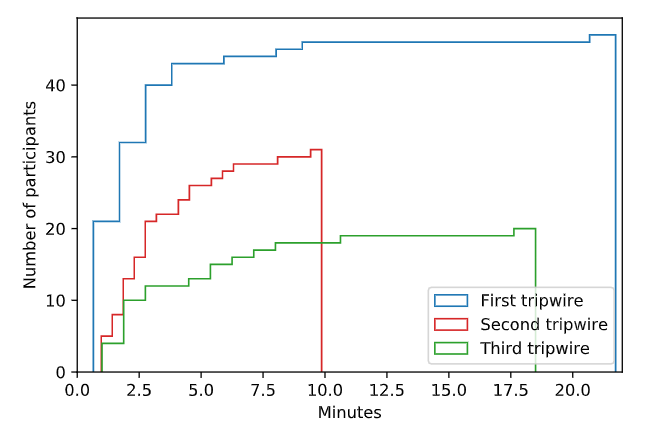 Number of participants
40
30
20
10
0
0.0 2.5 5.0 7.5 10.0 12.5 15.0 17.5 20.0
Minutes
First tripwire
Second tripwire
Third tripwire